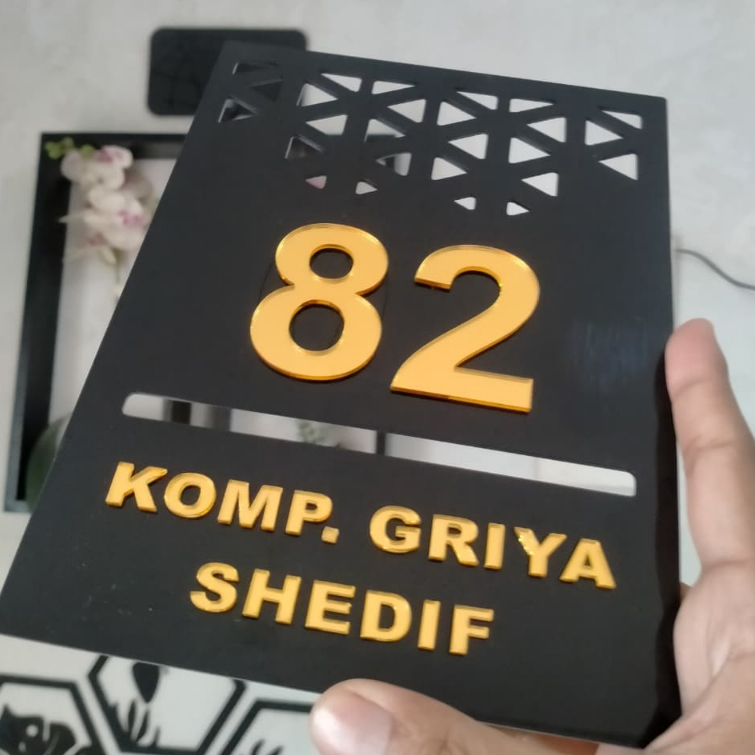 82
KOMP. GRIYA
SHEDIF